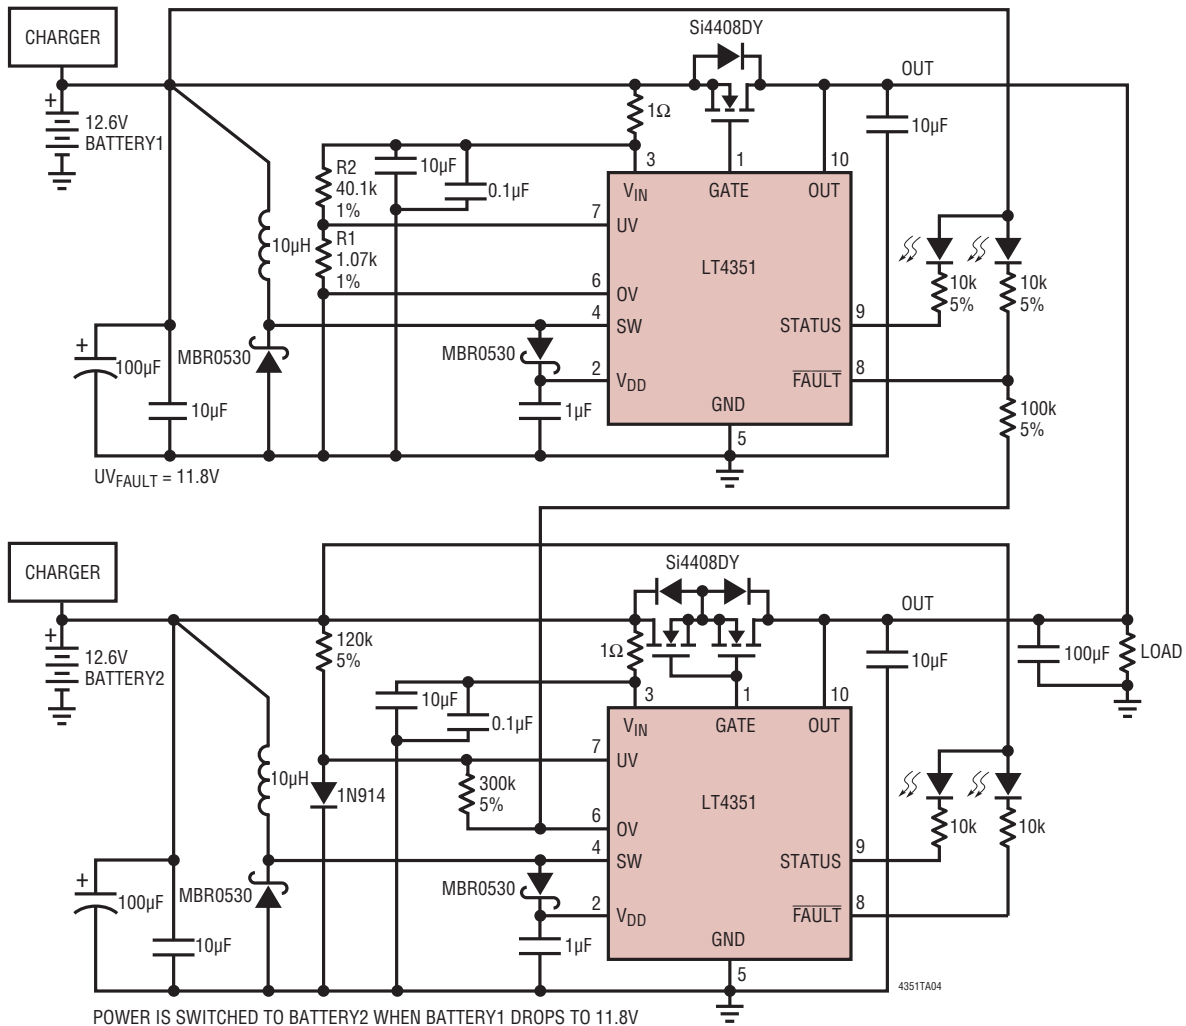 CHARGER
Si4408DY
OUT
+
12.6V
BATTERY1
1Ω
10µF
R2
40.1k
1%
10µF
0.1µF
3
1
10
VIN
GATE
OUT
7
UV
R1
1.07k
1%
10µH
LT4351
6
OV
10k
5%
10k
5%
4
SW
STATUS
9
MBR0530
MBR0530
+
100µF
2
VDD
FAULT
8
10µF
1µF
GND
5
100k
5%
UVFAULT = 11.8V
CHARGER
Si4408DY
OUT
+
12.6V
BATTERY2
120k
5%
1Ω
10µF
100µF
LOAD
10µF
0.1µF
3
1
10
VIN
GATE
OUT
7
UV
10µH
1N914
300k
5%
LT4351
6
OV
10k
10k
4
SW
STATUS
9
MBR0530
MBR0530
+
100µF
2
VDD
FAULT
8
10µF
1µF
GND
5
4351TA04
POWER IS SWITCHED TO BATTERY2 WHEN BATTERY1 DROPS TO 11.8V